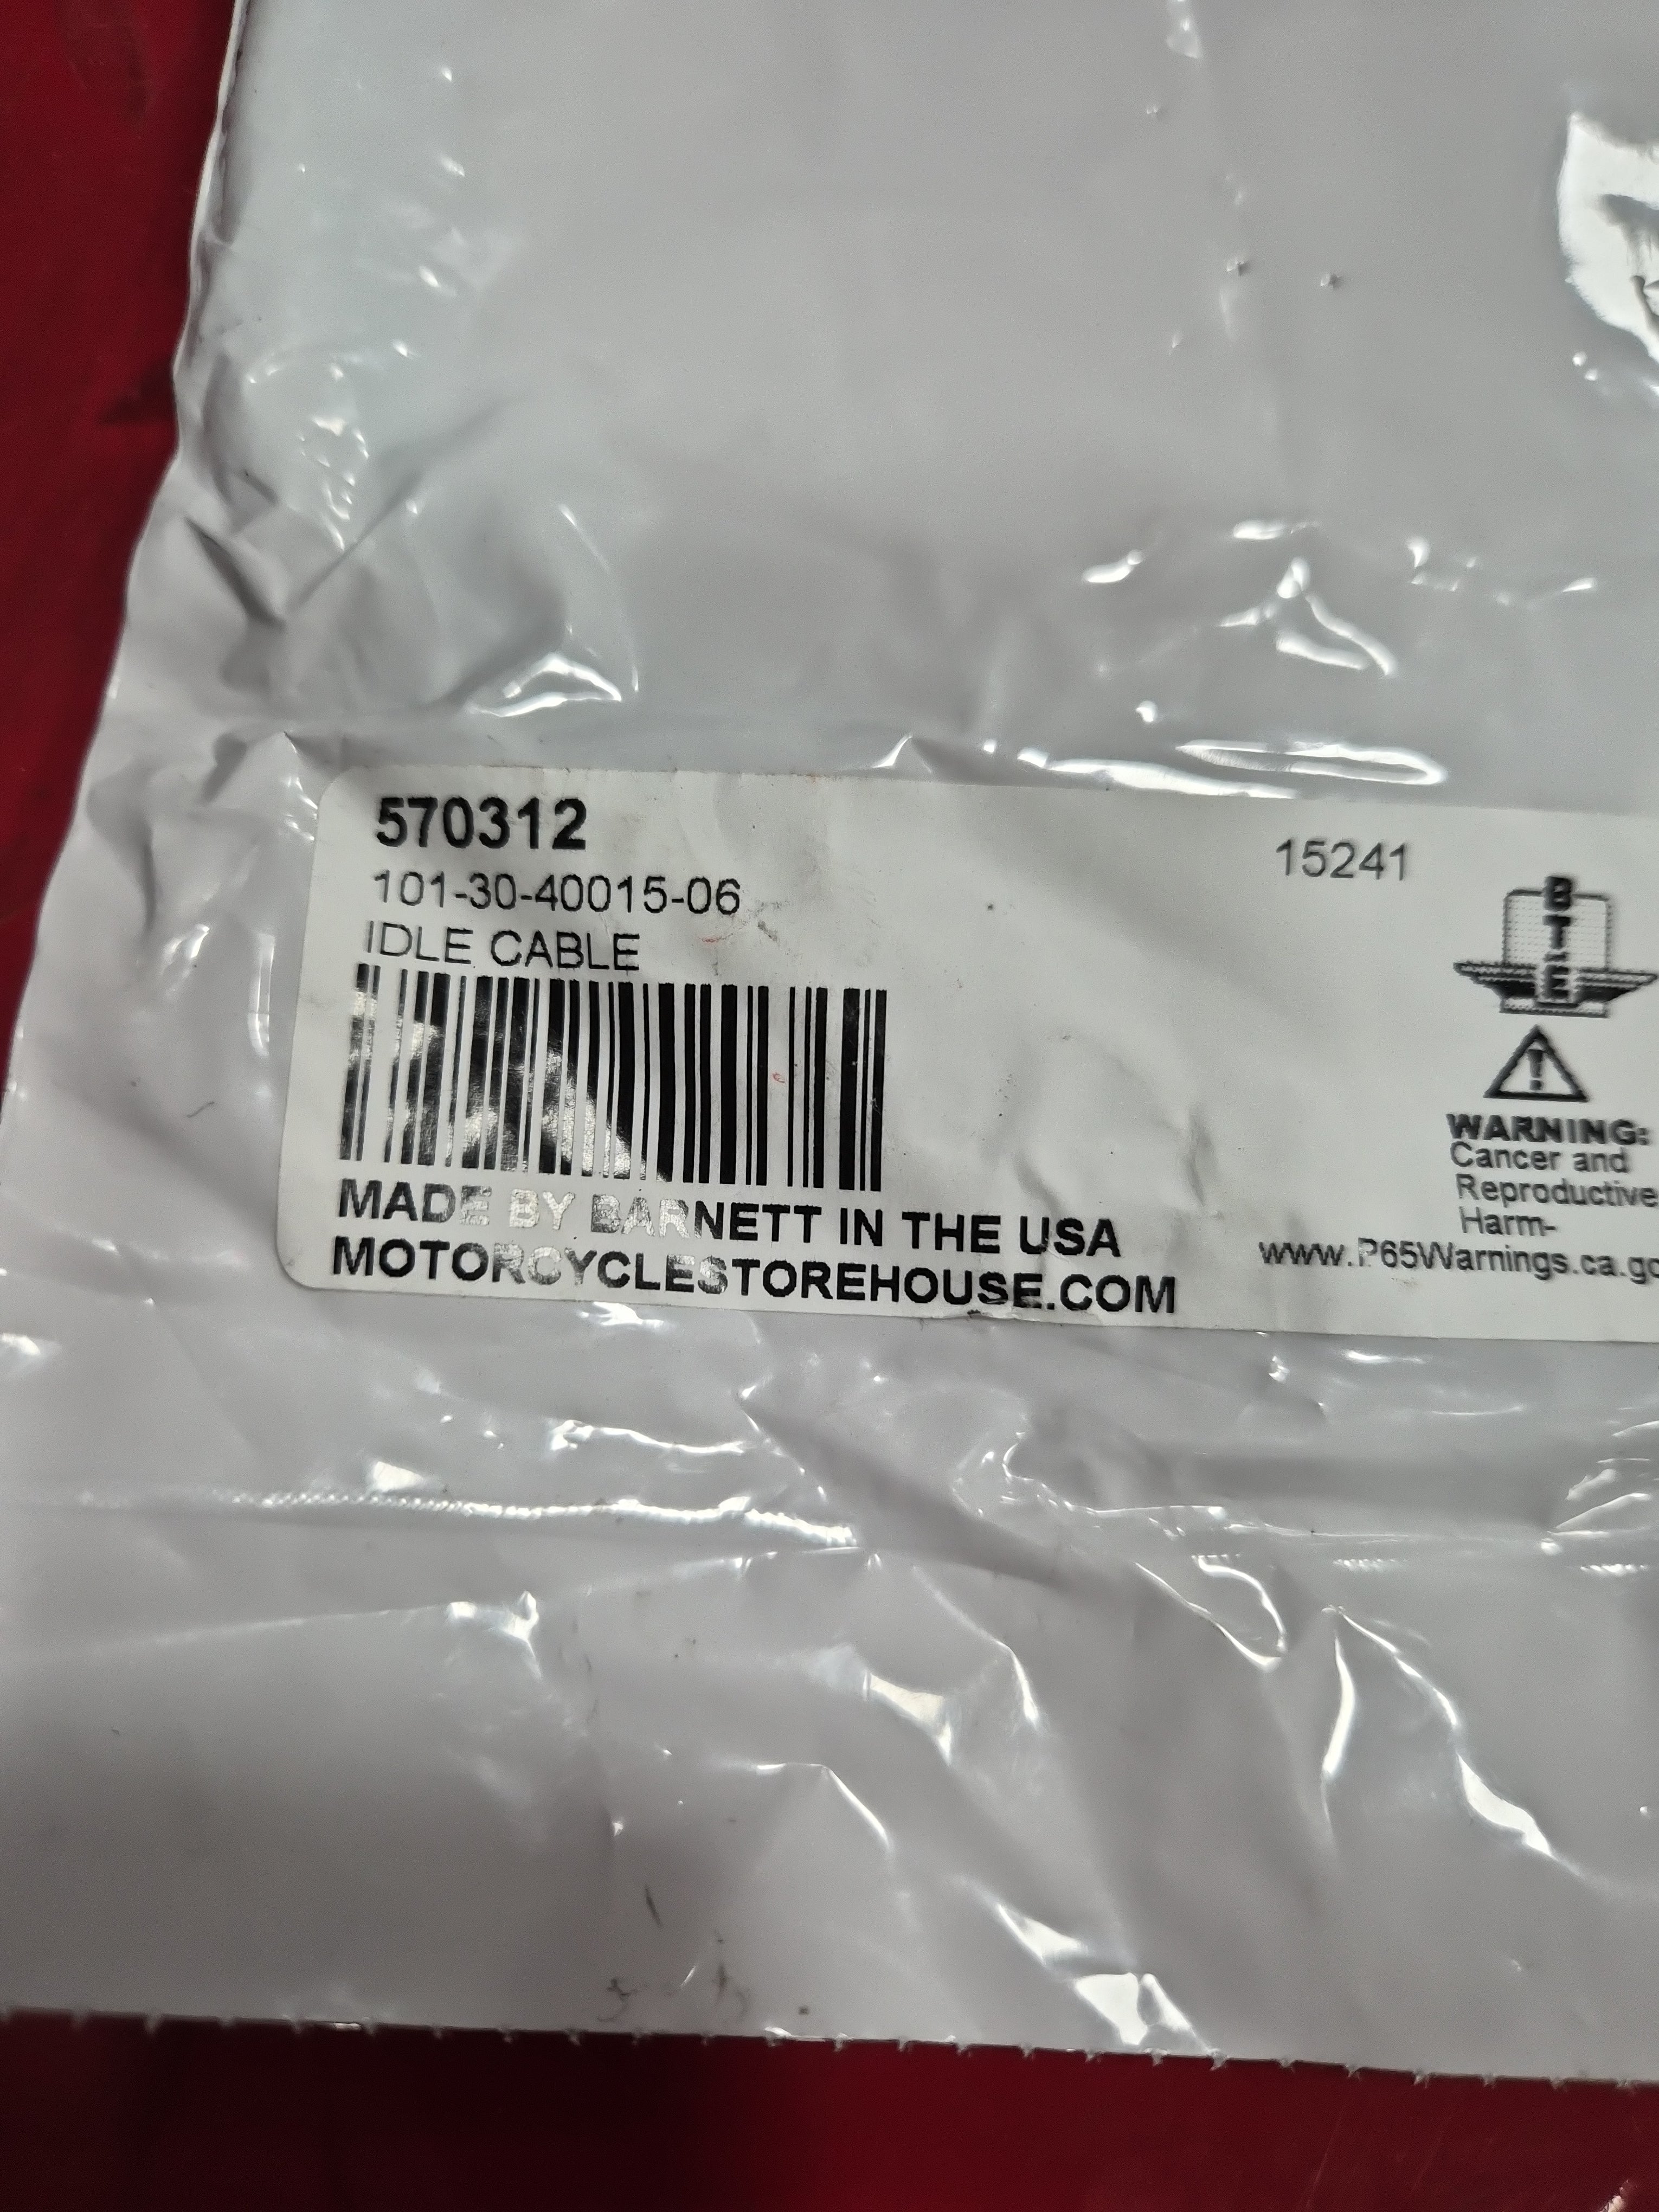 570312
15241
101-30-40015-06
IDLE CABLE
B
T
E
WARNING:
Cancer and
Reproductive
Harm-
www.P65Warnings.ca.go
MADE BY BARNETT IN THE USA
MOTORCYCLESTOREHOUSE.COM